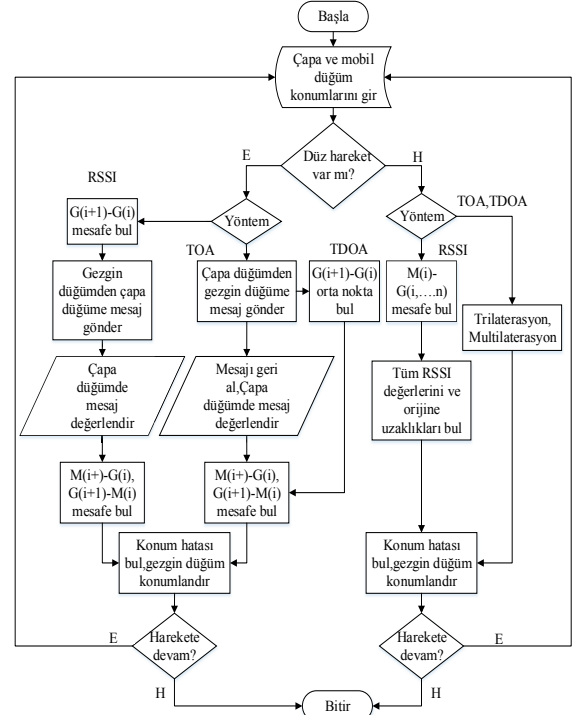 Başla
Çapa ve mobil
düğüm
konumlarını gir
Düz hareket
var mı?
E
H
RSSI
G(i+1)-G(i)
mesafe bul
Yöntem
Yöntem
TOA,TDOA
TOA
TDOA
RSSI
Gezgin
düğümden çapa
düğüme mesaj
gönder
Çapa düğümden
gezgin düğüme
mesaj gönder
G(i+1)-G(i)
orta nokta
bul
M(i)-
G(i,....n)
mesafe bul
Trilaterasyon,
Multilaterasyon
Çapa
düğümde
mesaj
değerlendir
Mesajı geri
al,Çapa
düğümde mesaj
değerlendir
Tüm RSSI
değerlerini ve
orijine
uzaklıkları bul
M(i+)-G(i),
G(i+1)-M(i)
mesafe bul
M(i+)-G(i),
G(i+1)-M(i)
mesafe bul
Konum hatası
bul,gezgin düğüm
konumlandır
Konum hatası
bul,gezgin düğüm
konumlandır
E
Harekete
devam?
H
Harekete
devam?
E
H
Bitir